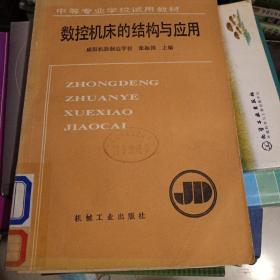 中等专业学校试用教材
数控机床的结构与应用
咸阳机器制造学校 张俊国 主编
ZHONGDENG
ZHUANYE
XUEXIAO
JIAOCAI
JD
机械工业出版社